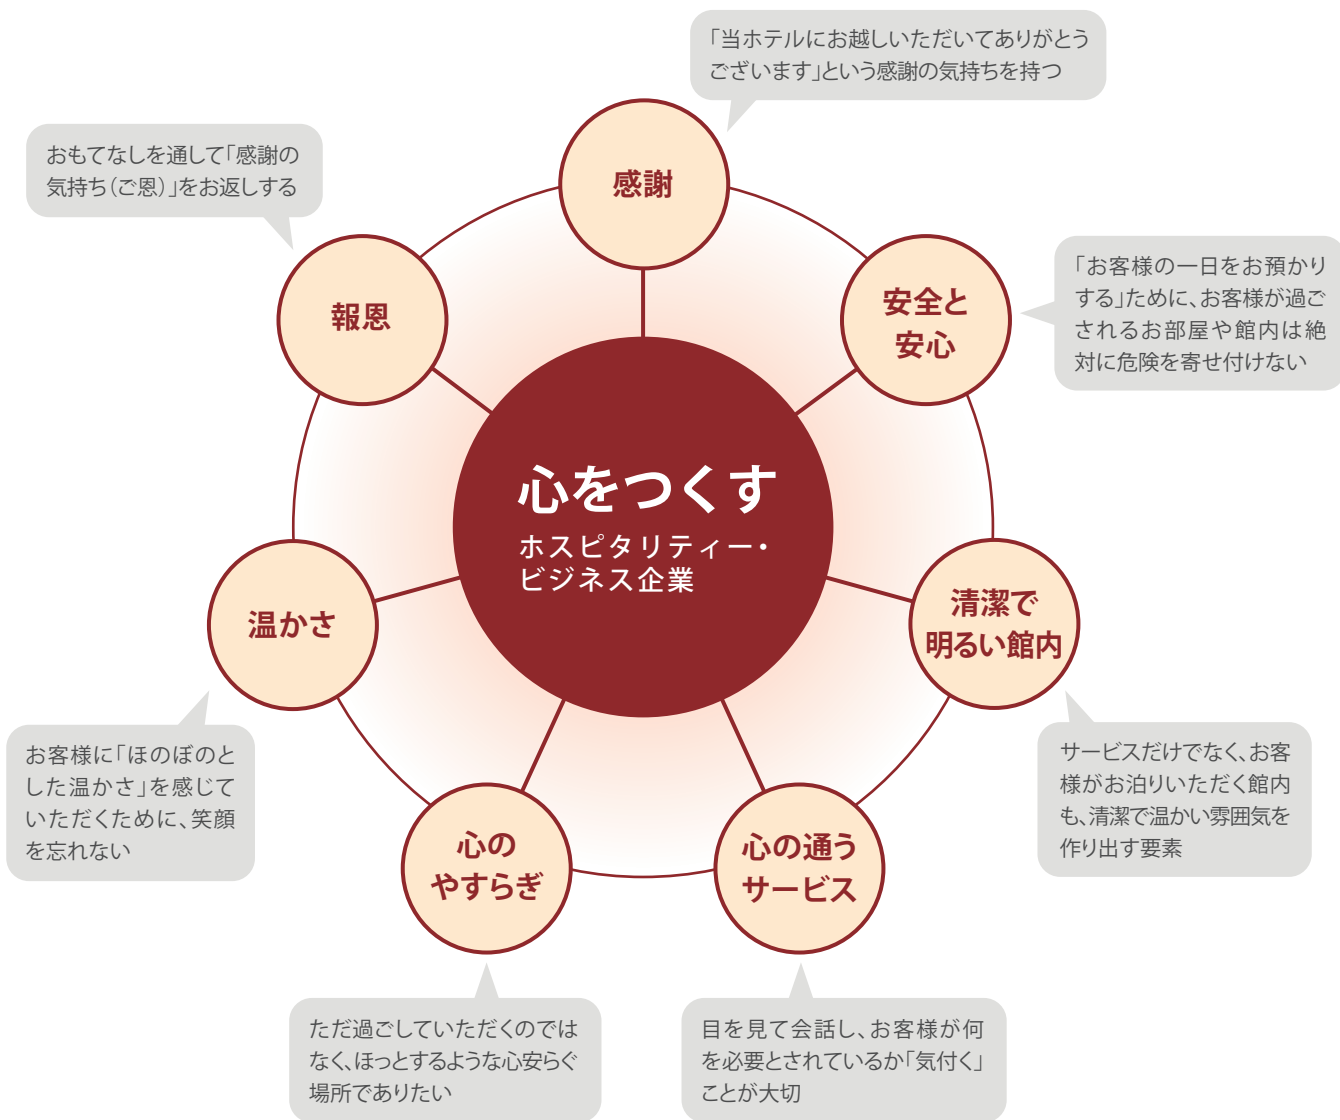 「当ホテルにお越しいただいてありがとう
ございます」という感謝の気持ちを持つ
感謝
「お客様の一日をお預かり
する」ために、お客様が過ご
されるお部屋や館内は絶
対に危険を寄せ付けない
安全と
安心
清潔で
明るい館内
サービスだけでなく、お客
様がお泊りいただく館内
も、清潔で温かい雰囲気を
作り出す要素
心の通う
サービス
目を見て会話し、お客様が何
を必要とされているか「気付く」
ことが大切
心の
やすらぎ
ただ過ごしていただくのでは
なく、ほっとするような心安らぐ
場所でありたい
温かさ
お客様に「ほのぼのと
した温かさ」を感じて
いただくために、笑顔
を忘れない
報恩
おもてなしを通して「感謝の
気持ち（ご恩）」をお返しする
心をつくす
ホスピタリティー・
ビジネス企業